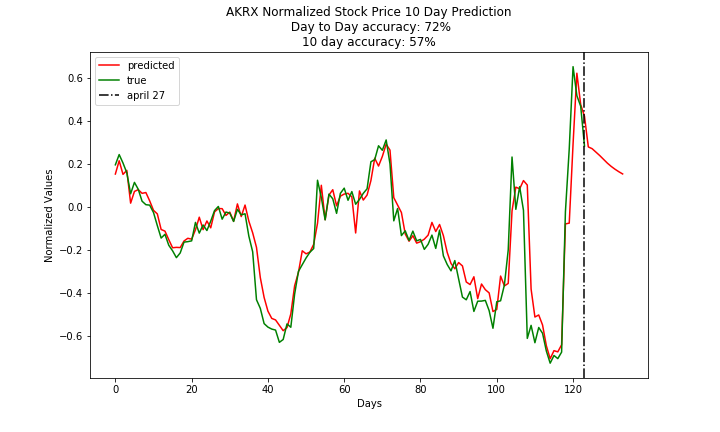 AKRX Normalized Stock Price 10 Day Prediction
Day to Day accuracy: 72%
10 day accuracy: 57%
predicted
true
april 27
Normalized Values
0.6
0.4
0.2
0.0
−0.2
−0.4
−0.6
0 20 40 60 80 100 120
Days